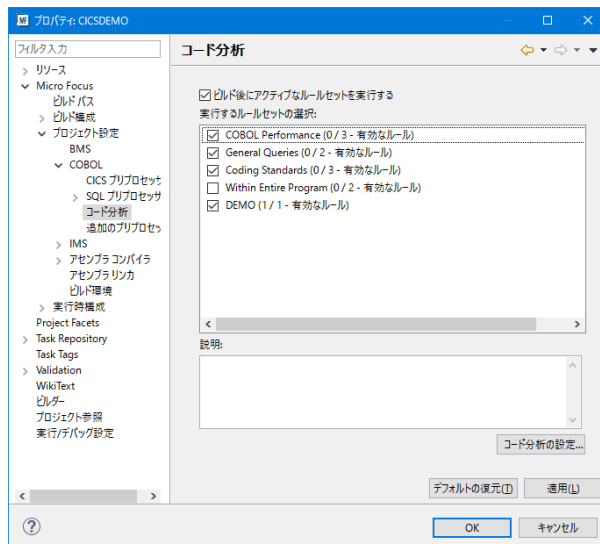 プロパティ: CICSDEMO
フィルタ入力
リソース
Micro Focus
ビルド パス
ビルド構成
プロジェクト設定
BMS
COBOL
CICS プリプロセッサ
SQL プリプロセッサ
コード分析
追加のプリプロセッ
IMS
アセンブラ コンパイラ
アセンブラ リンカ
ビルド環境
実行時構成
Project Facets
Task Repository
Task Tags
Validation
WikiText
ビルダー
プロジェクト参照
実行/デバッグ設定
コード分析
ビルド後にアクティブなルールセットを実行する
実行するルールセットの選択:
COBOL Performance (0 / 3 - 有効なルール)
General Queries (0 / 2 - 有効なルール)
Coding Standards (0 / 3 - 有効なルール)
Within Entire Program (0 / 2 - 有効なルール)
DEMO (1 / 1 - 有効なルール)
説明:
コード分析の設定...
デフォルトの復元(T)
適用(L)
OK
キャンセル